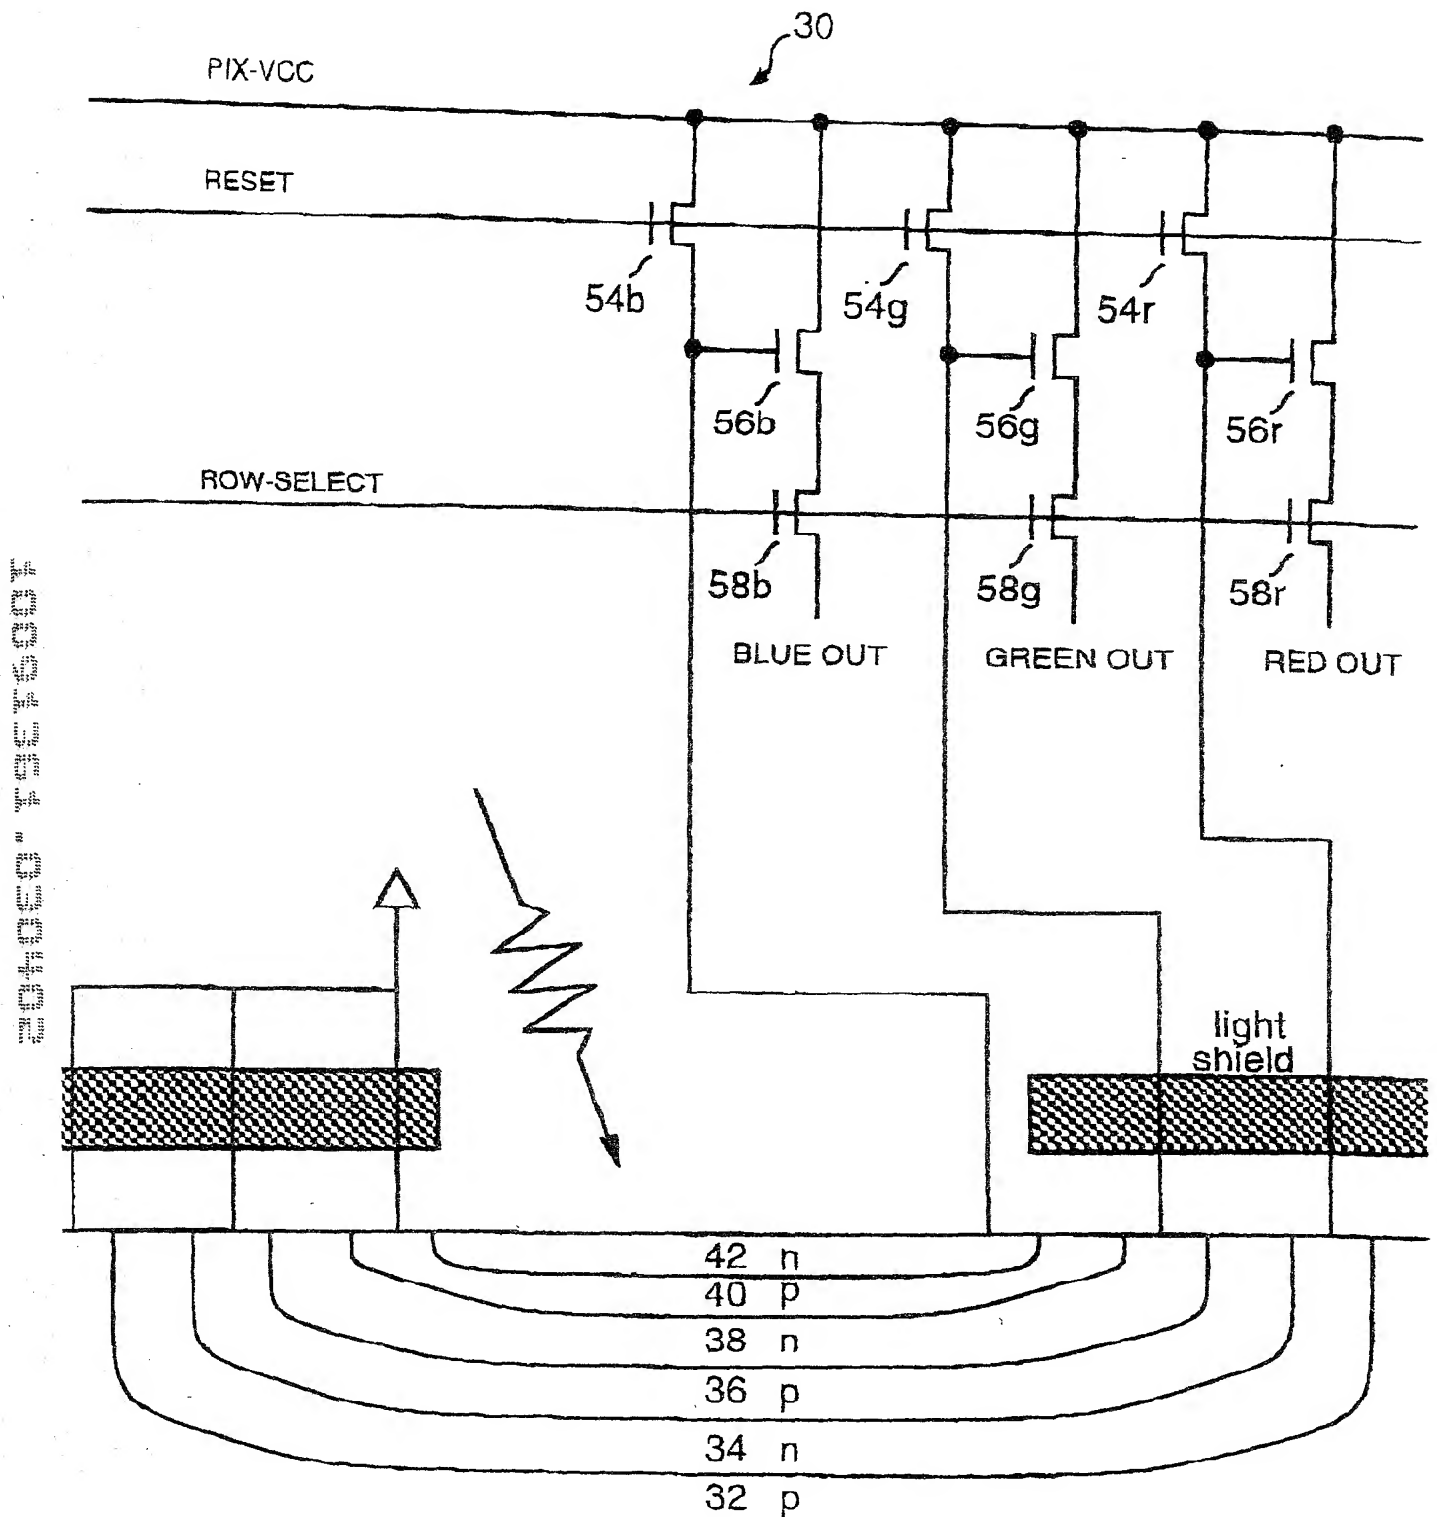 30
PIX-VCC
RESET
54b
54g
54r
56b
56g
56r
ROW-SELECT
58b
58g
58r
BLUE OUT
GREEN OUT
RED OUT
light
shield
42 n
40 p
38 n
36 p
34 n
32 p